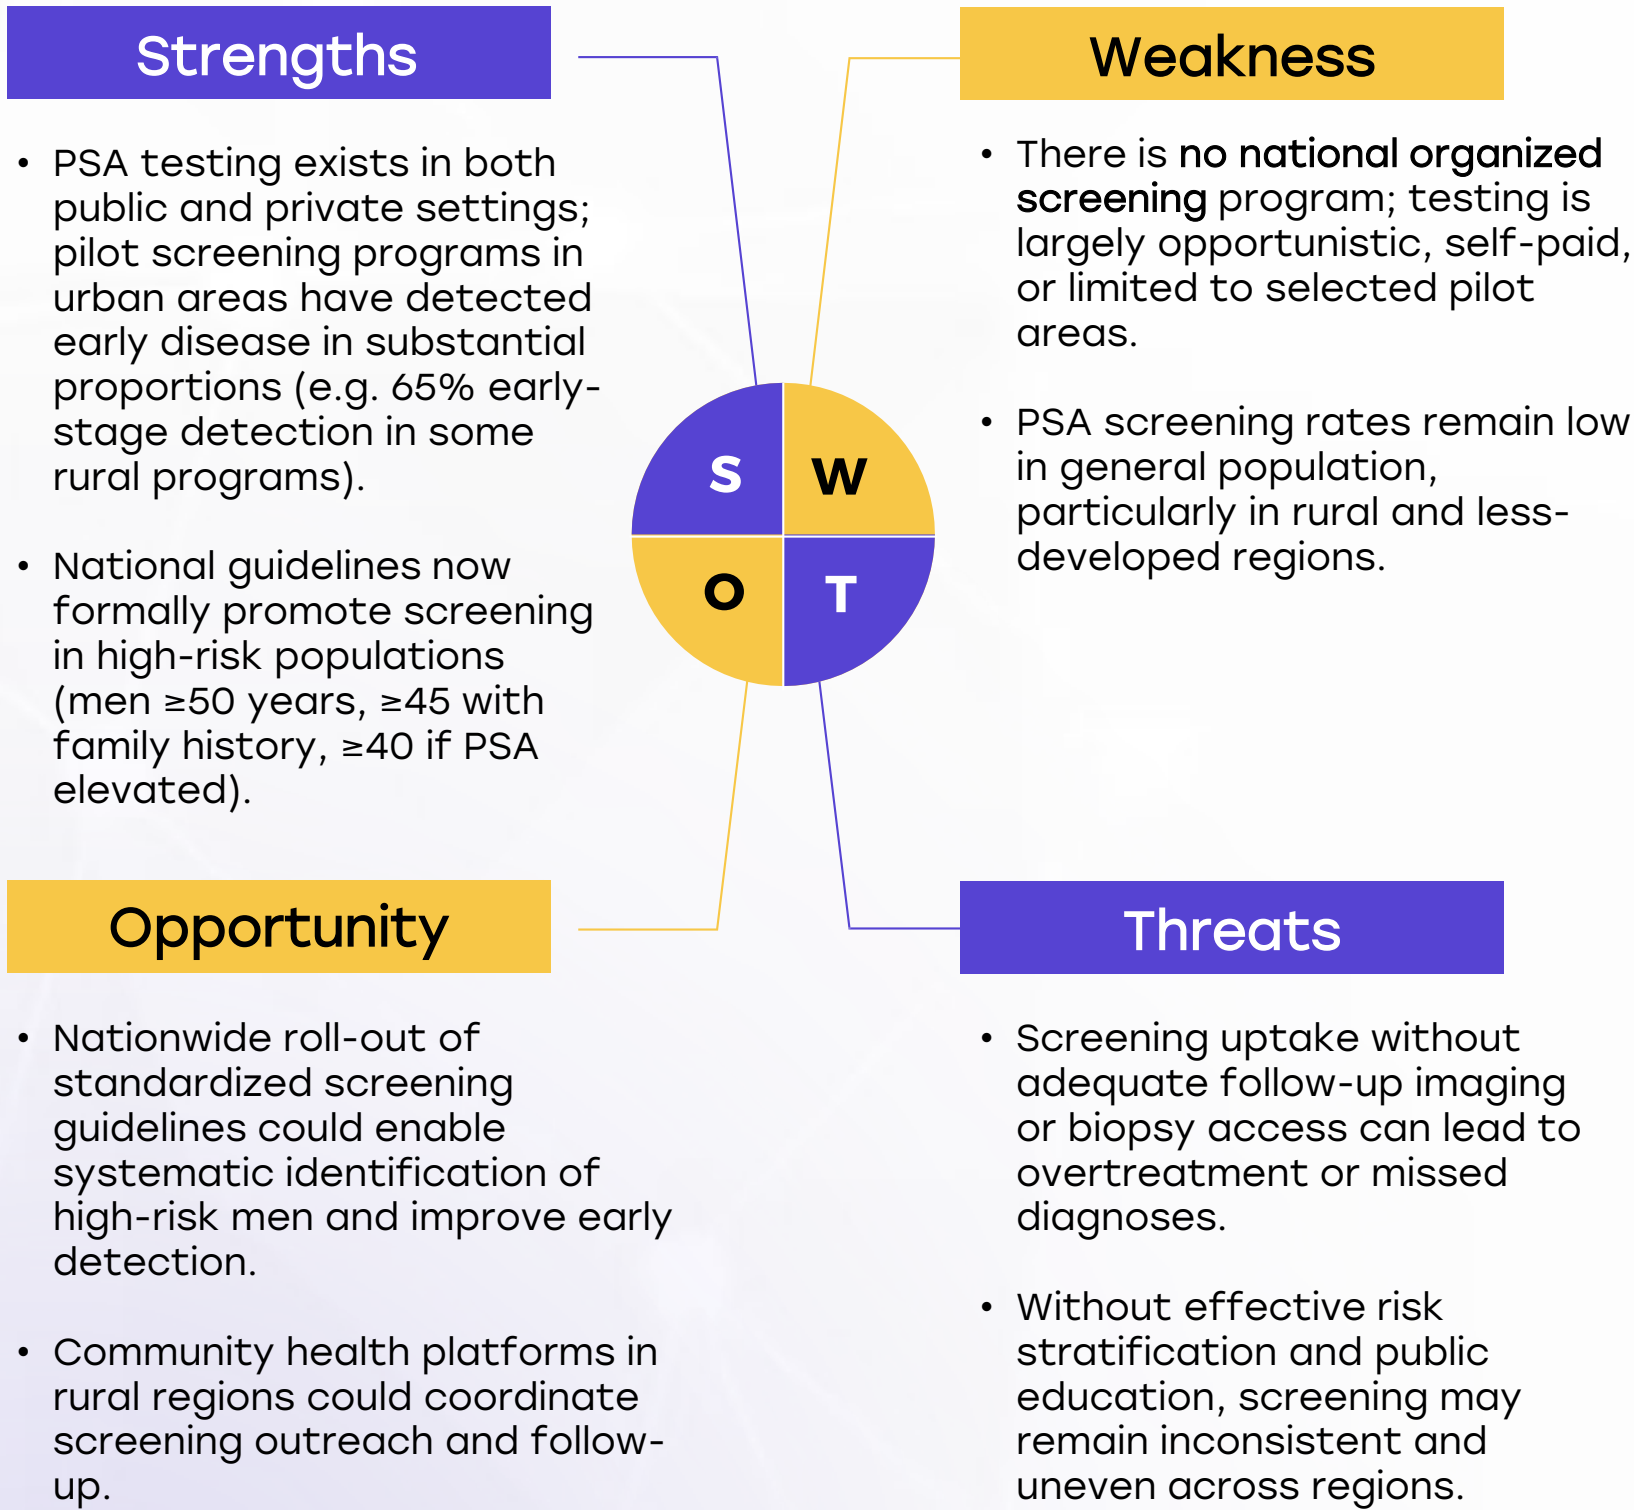 Strengths
• PSA testing exists in both
public and private settings;
pilot screening programs in
urban areas have detected
early disease in substantial
proportions (e.g. 65% early-
stage detection in some
rural programs).
• National guidelines now
formally promote screening
in high-risk populations
(men ≥50 years, ≥45 with
family history, ≥40 if PSA
elevated).
Weakness
• There is no national organized
screening program; testing is
largely opportunistic, self-paid,
or limited to selected pilot
areas.
• PSA screening rates remain low
in general population,
particularly in rural and less-
developed regions.
S
W
O
T
Opportunity
• Nationwide roll-out of
standardized screening
guidelines could enable
systematic identification of
high-risk men and improve early
detection.
• Community health platforms in
rural regions could coordinate
screening outreach and follow-
up.
Threats
• Screening uptake without
adequate follow-up imaging
or biopsy access can lead to
overtreatment or missed
diagnoses.
• Without effective risk
stratification and public
education, screening may
remain inconsistent and
uneven across regions.